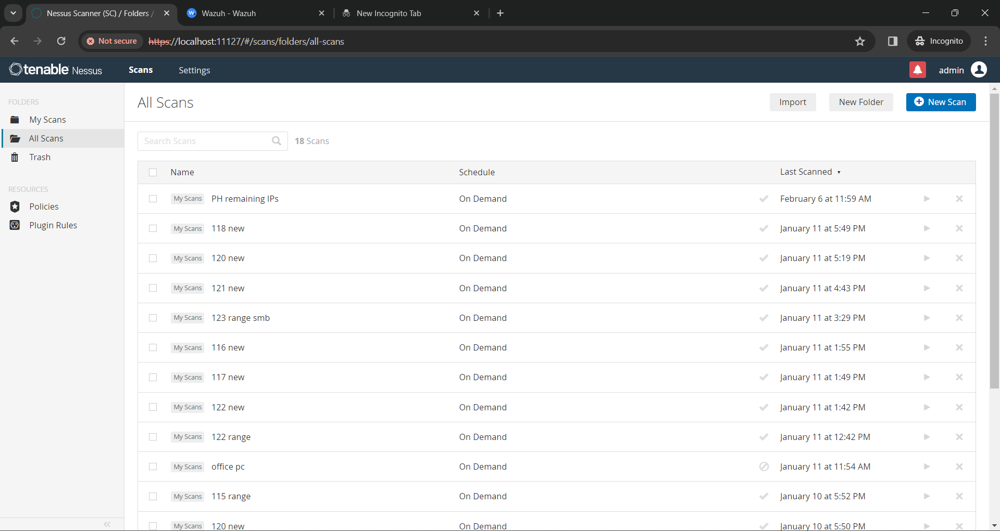 Nessus Scanner (SC) / Folders /
Wazuh - Wazuh
New Incognito Tab
Not secure
https://localhost:11127/#/scans/folders/all-scans
Incognito
tenable Nessus
Scans
Settings
admin
FOLDERS
My Scans
All Scans
Trash
RESOURCES
Policies
Plugin Rules
All Scans
Import
New Folder
New Scan
Search Scans
18 Scans
Name Schedule Last Scanned
My Scans PH remaining IPs On Demand February 6 at 11:59 AM
My Scans 118 new On Demand January 11 at 5:49 PM
My Scans 120 new On Demand January 11 at 5:19 PM
My Scans 121 new On Demand January 11 at 4:43 PM
My Scans 123 range smb On Demand January 11 at 3:29 PM
My Scans 116 new On Demand January 11 at 1:55 PM
My Scans 117 new On Demand January 11 at 1:49 PM
My Scans 122 new On Demand January 11 at 1:42 PM
My Scans 122 range On Demand January 11 at 12:42 PM
My Scans office pc On Demand January 11 at 11:54 AM
My Scans 115 range On Demand January 10 at 5:52 PM
My Scans 120 new On Demand January 10 at 5:50 PM